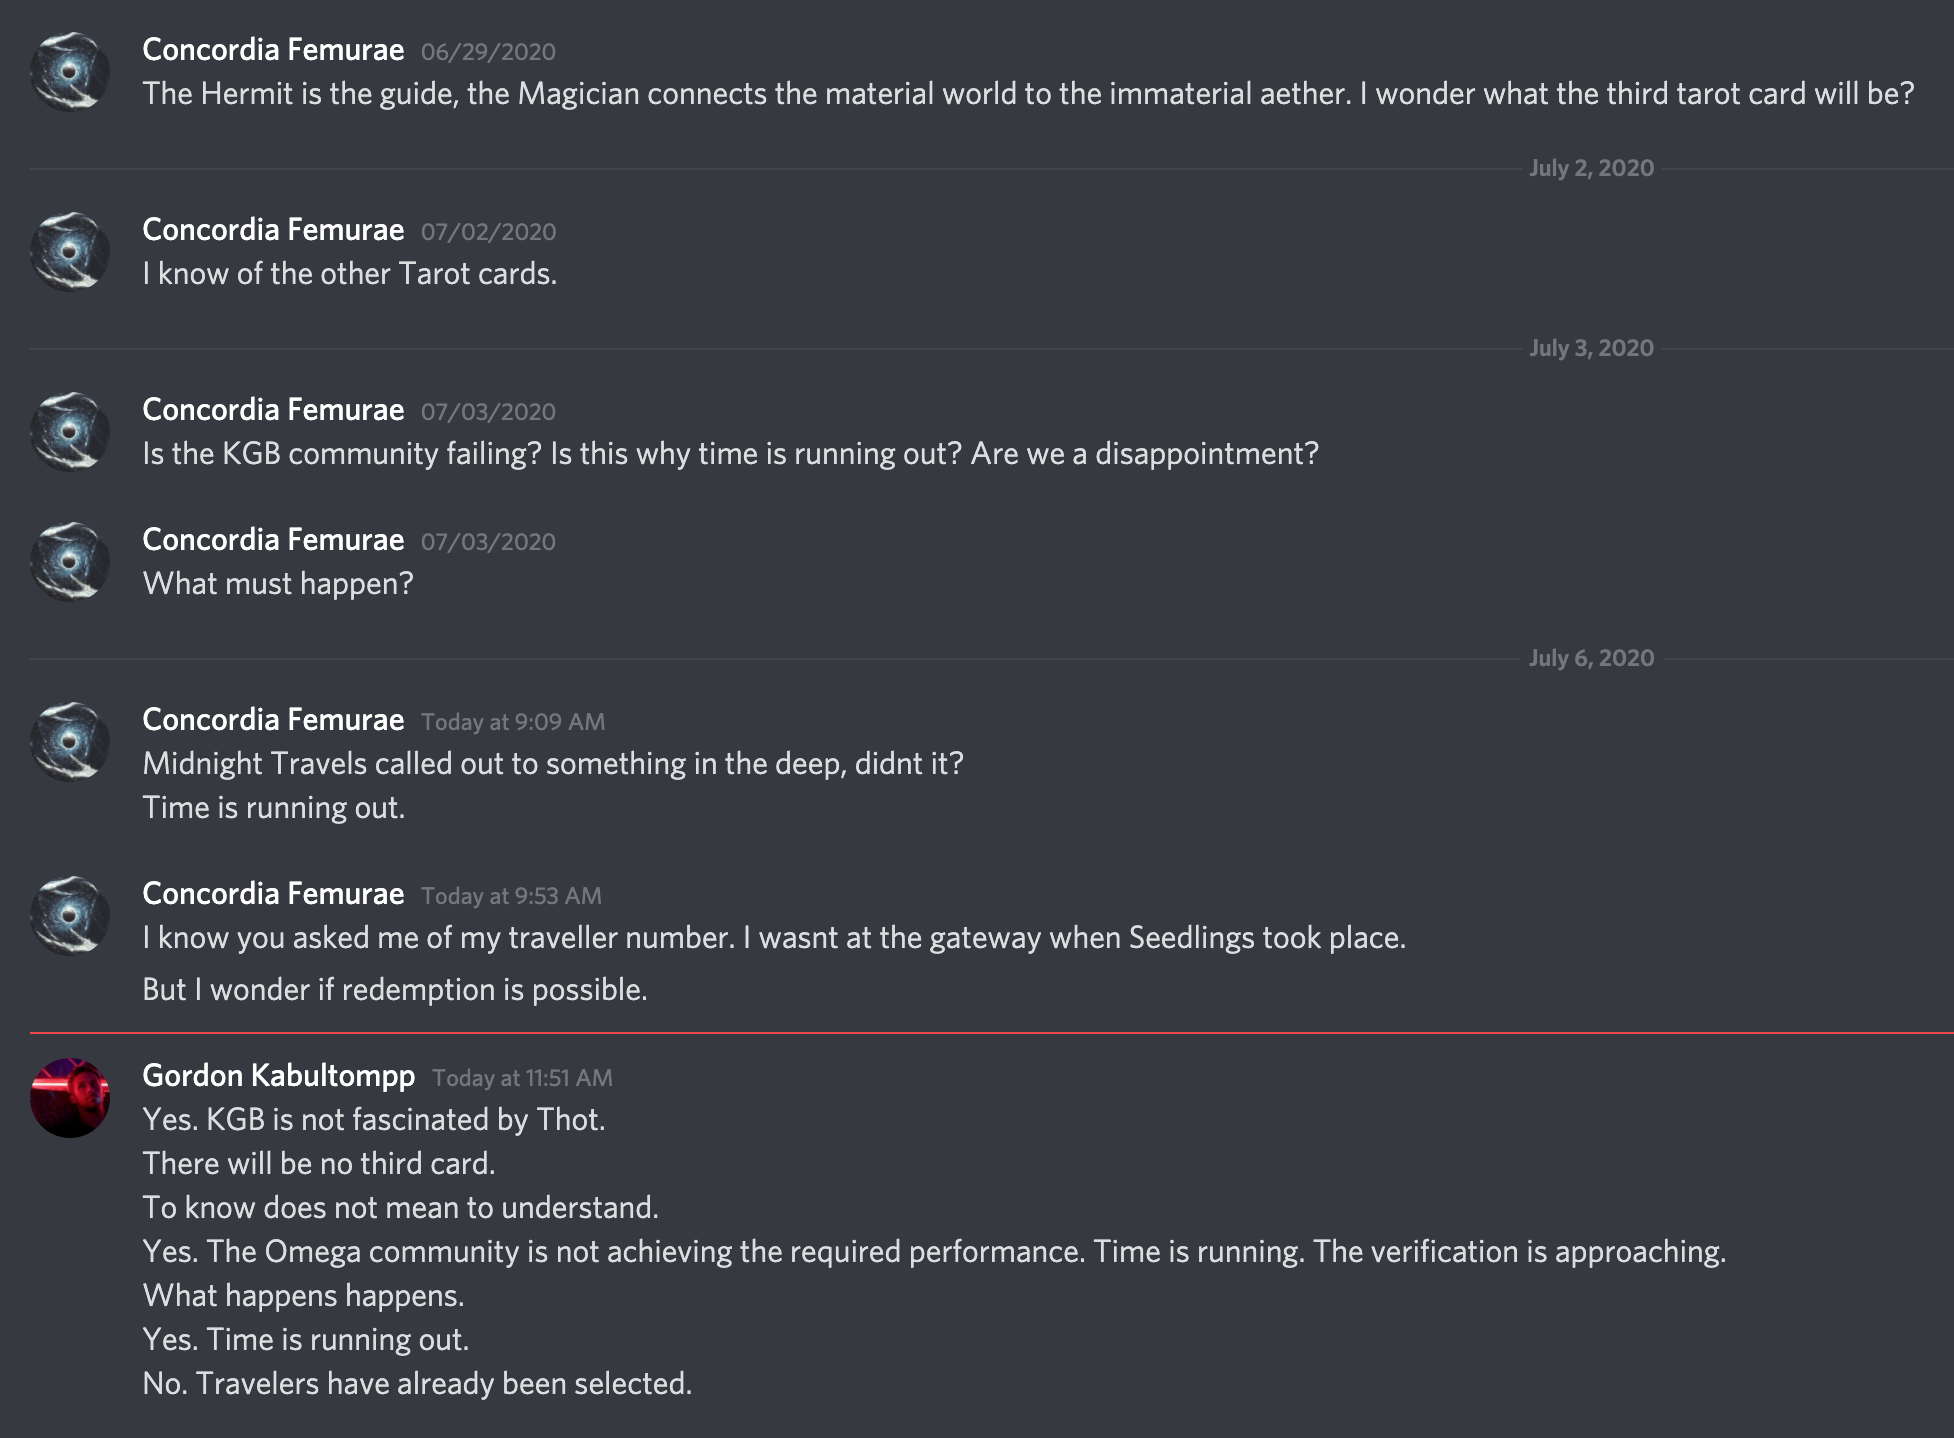 Concordia Femurae 06/29/2020
The Hermit is the guide, the Magician connects the material world to the immaterial aether. I wonder what the third tarot card will be?
July 2, 2020
Concordia Femurae 07/02/2020
I know of the other Tarot cards.
July 3, 2020
Concordia Femurae 07/03/2020
Is the KGB community failing? Is this why time is running out? Are we a disappointment?
Concordia Femurae 07/03/2020
What must happen?
July 6, 2020
Concordia Femurae Today at 9:09 AM
Midnight Travels called out to something in the deep, didnt it?
Time is running out.
Concordia Femurae Today at 9:53 AM
I know you asked me of my traveller number. I wasnt at the gateway when Seedlings took place.
But I wonder if redemption is possible.
Gordon Kabultompp Today at 11:51 AM
Yes. KGB is not fascinated by Thot.
There will be no third card.
To know does not mean to understand.
Yes. The Omega community is not achieving the required performance. Time is running. The verification is approaching.
What happens happens.
Yes. Time is running out.
No. Travelers have already been selected.